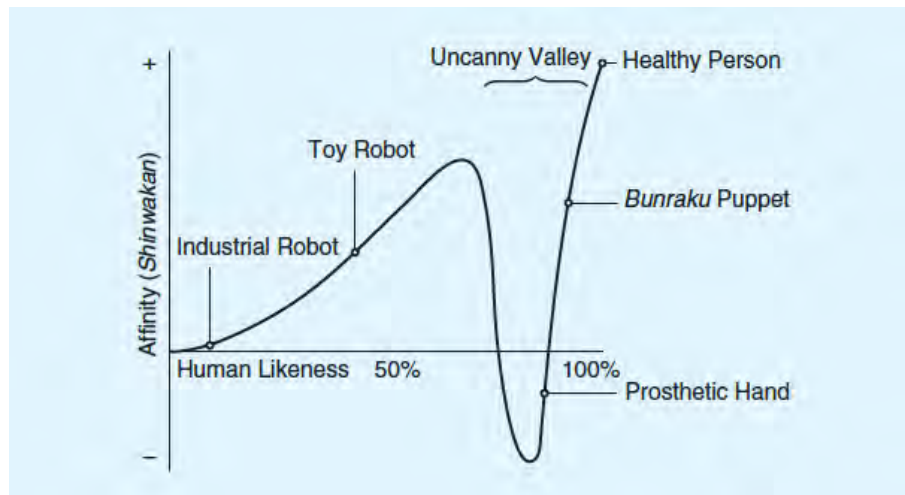 +
Uncanny Valley
Healthy Person
Toy Robot
Bunraku Puppet
Industrial Robot
Affinity (Shinwakan)
Human Likeness
50%
100%
Prosthetic Hand
–